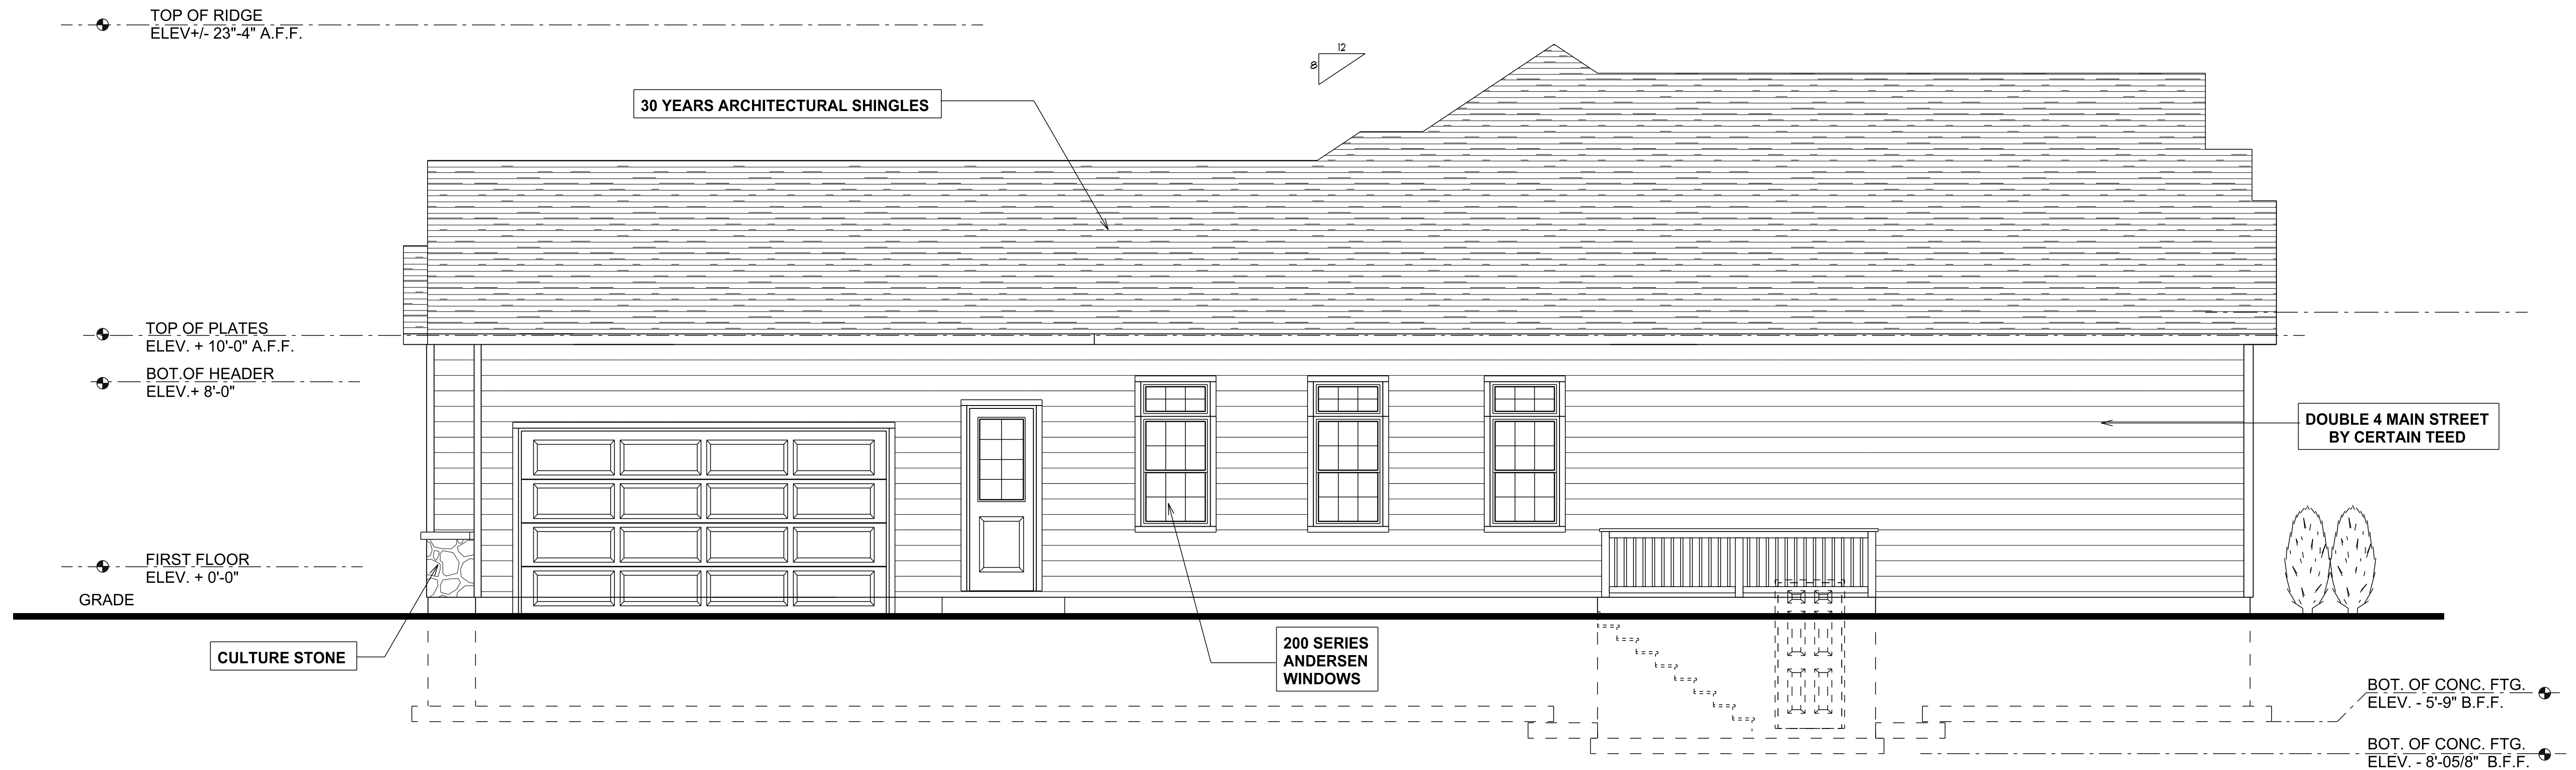 TOP OF RIDGE
ELEV+/- 23"-4" A.F.F.
12
8
30 YEARS ARCHITECTURAL SHINGLES
TOP OF PLATES
ELEV. + 10'-0" A.F.F.
BOT.OF HEADER
ELEV.+ 8'-0"
DOUBLE 4 MAIN STREET
BY CERTAIN TEED
FIRST FLOOR
ELEV. + 0'-0"
GRADE
CULTURE STONE
200 SERIES
ANDERSEN
WINDOWS
BOT. OF CONC. FTG.
ELEV. - 5'-9" B.F.F.
BOT. OF CONC. FTG.
ELEV. - 8'-05/8" B.F.F.